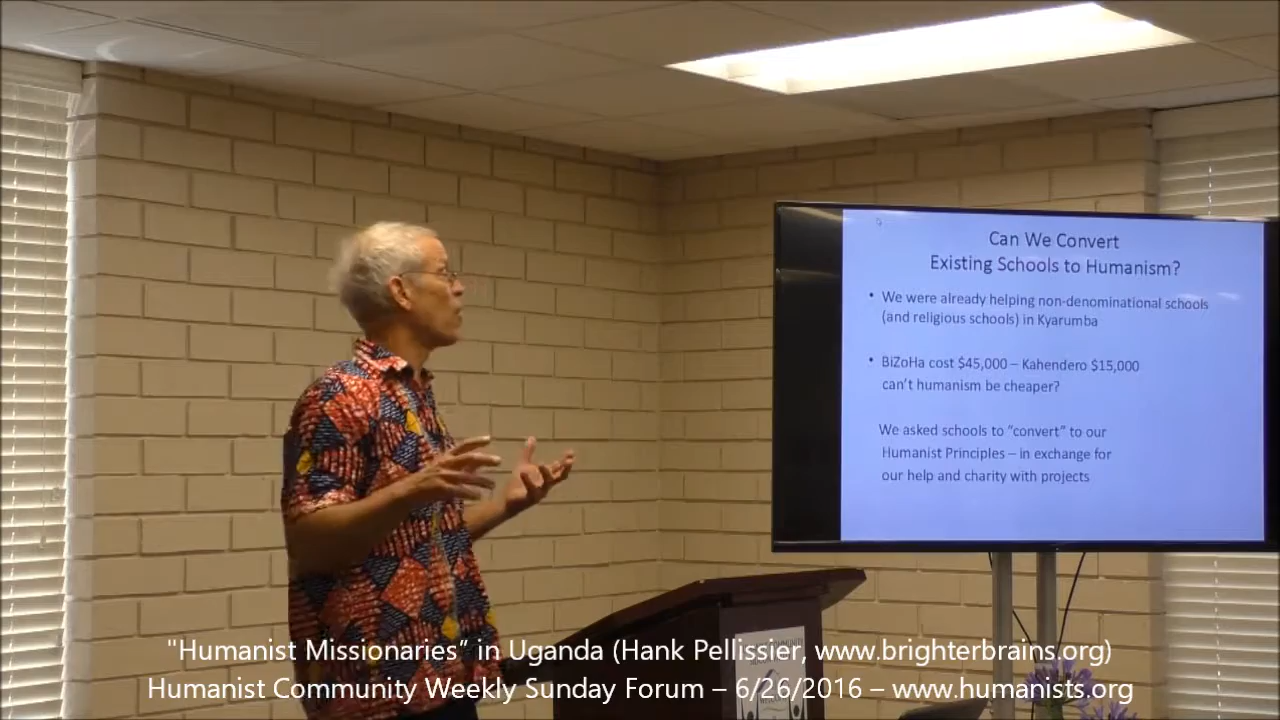 Can We Convert
Existing Schools to Humanism?
• We were already helping non-denominational schools
(and religious schools) in Kyarumba
• BiZoHa cost $45,000 – Kahendero $15,000
can't humanism be cheaper?
We asked schools to "convert" to our
Humanist Principles – in exchange for
our help and charity with projects
"Humanist Missionaries" in Uganda (Hank Pellissier, www.brighterbrains.org)
Humanist Community Weekly Sunday Forum – 6/26/2016 – www.humanists.org